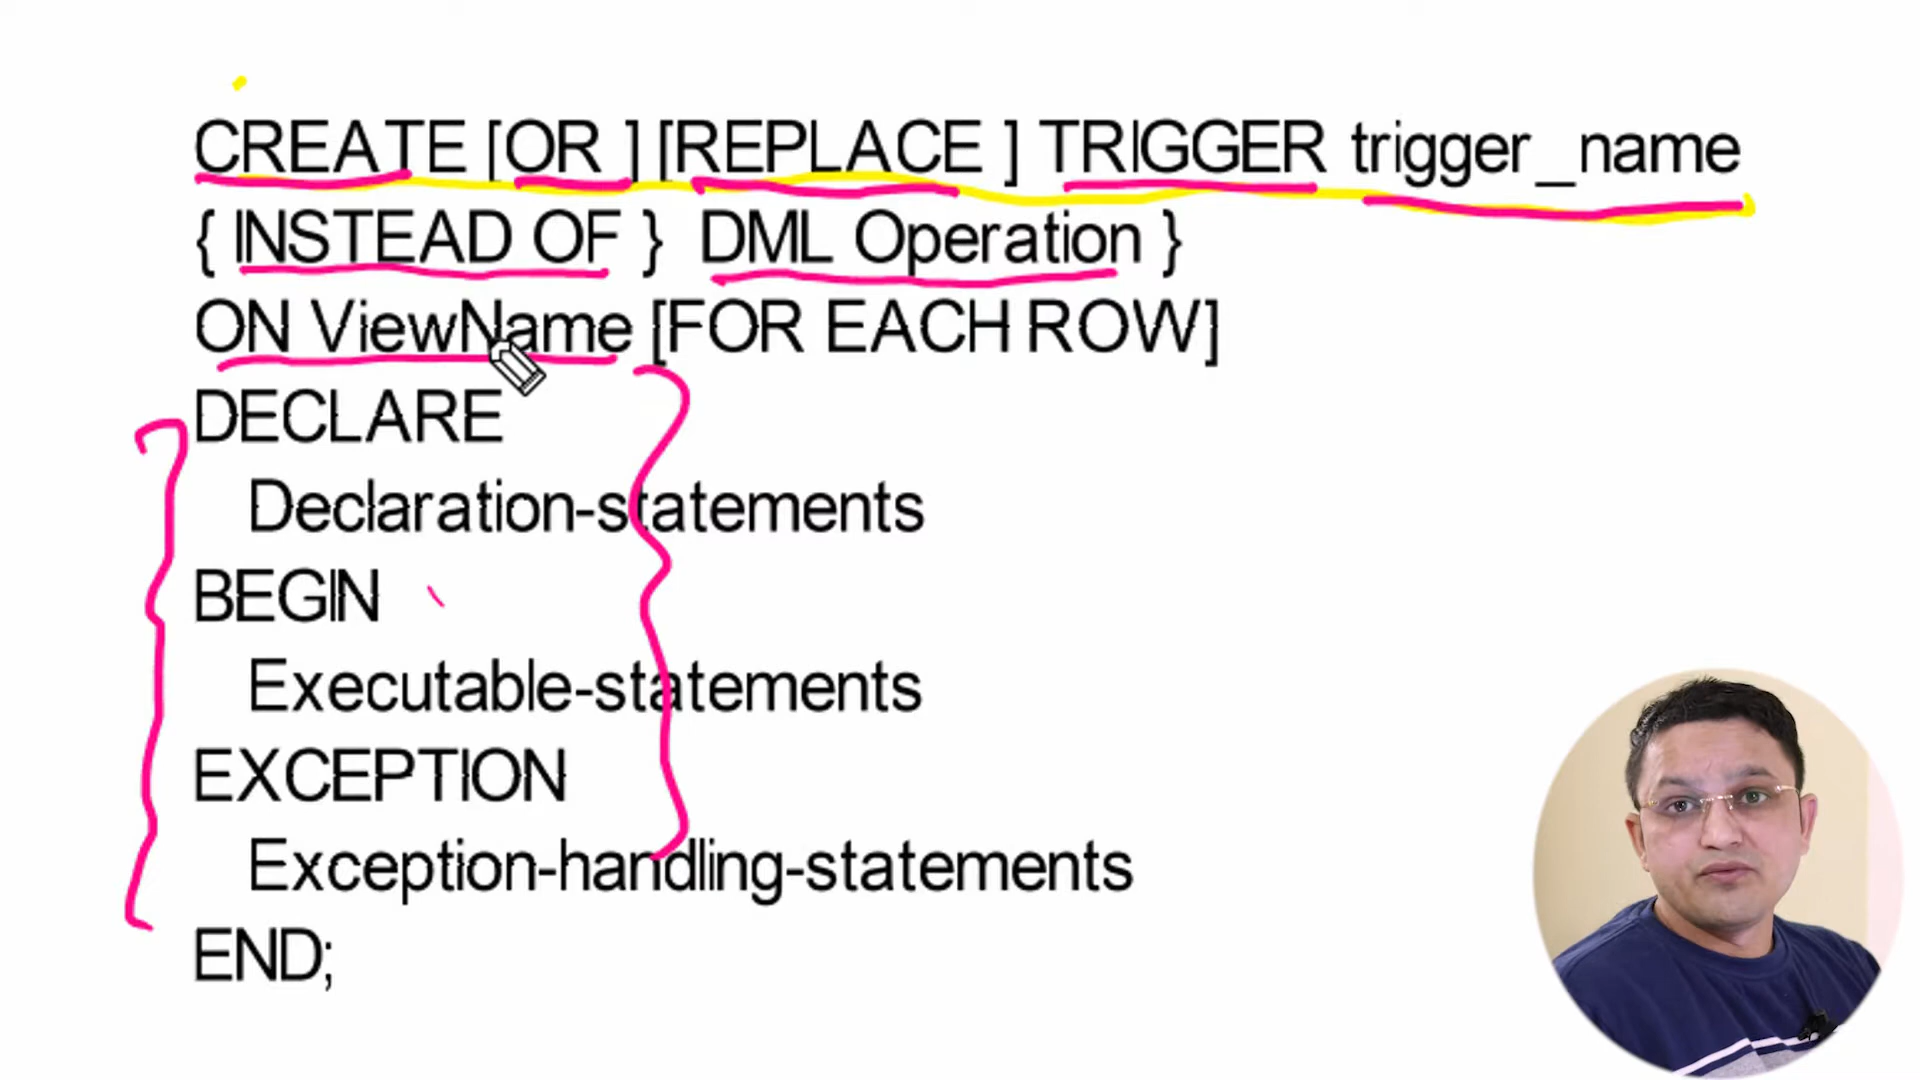 CREATE [OR ] [REPLACE ] TRIGGER trigger_name
{ INSTEAD OF } DML Operation }
ON ViewName [FOR EACH ROW]
DECLARE
Declaration-statements
BEGIN
Executable-statements
EXCEPTION
Exception-handling-statements
END;